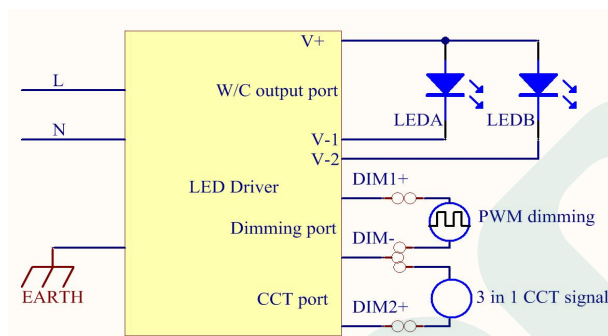 V+
L
W/C output port
LEDA
LEDB
N
V-1
V-2
DIM1+
LED Driver
PWM dimming
Dimming port
DIM-
EARTH
CCT port
3 in 1 CCT signal
DIM2+